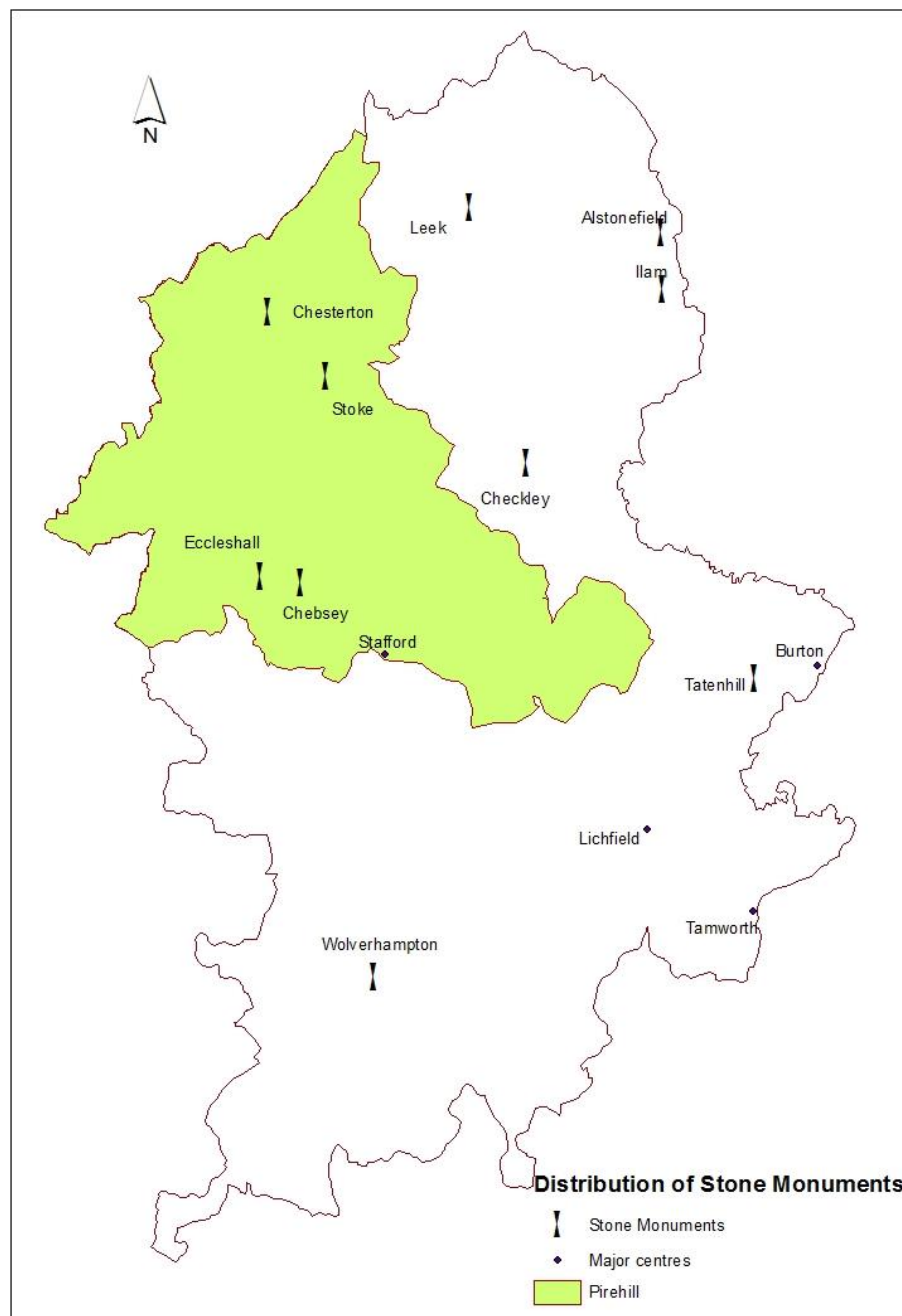 N
Leek
Alstonefield
Ilam
Chesterton
Stoke
Checkley
Eccleshall
Chebsey
Stafford
Burton
Tatenhill
Lichfield
Tamworth
Wolverhampton
Distribution of Stone Monuments
Stone Monuments
Major centres
Pirehill